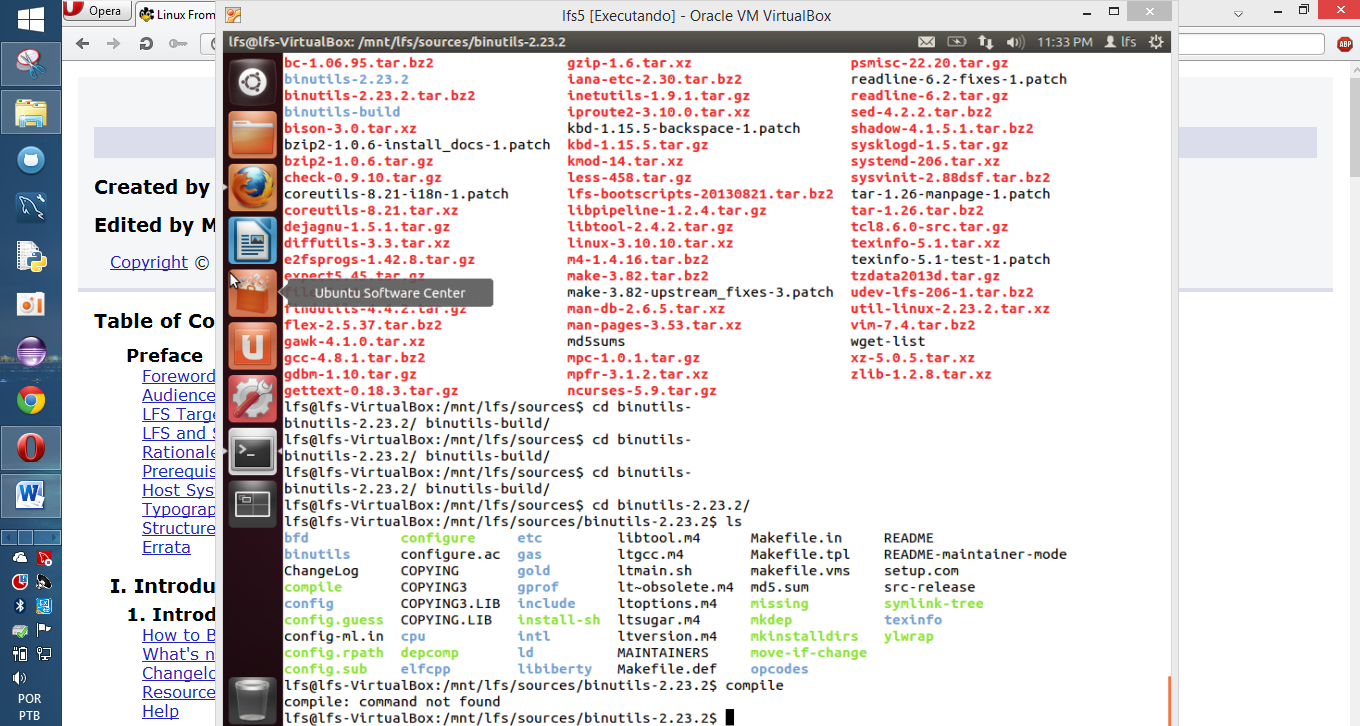 Opera
Linux From
lfs5 [Executando] - Oracle VM VirtualBox
ABP
lfs@lfs-VirtualBox: /mnt/lfs/sources/binutils-2.23.2
11:33 PM
lfs
bc-1.06.95.tar.bz2 gzip-1.6.tar.xz psmisc-22.20.tar.gz
binutils-2.23.2 iana-etc-2.30.tar.bz2 readline-6.2-fixes-1.patch
binutils-2.23.2.tar.bz2 inetutils-1.9.1.tar.gz readline-6.2.tar.gz
binutils-build iproute2-3.10.0.tar.xz sed-4.2.2.tar.bz2
bison-3.0.tar.xz kbd-1.15.5-backspace-1.patch shadow-4.1.5.1.tar.bz2
bzip2-1.0.6-install_docs-1.patch kbd-1.15.5.tar.gz sysklogd-1.5.tar.gz
bzip2-1.0.6.tar.gz kmod-14.tar.xz systemd-206.tar.xz
check-0.9.10.tar.gz less-458.tar.gz sysvinit-2.88dsf.tar.bz2
coreutils-8.21-i18n-1.patch lfs-bootscripts-20130821.tar.bz2 tar-1.26-manpage-1.patch
coreutils-8.21.tar.xz libpipeline-1.2.4.tar.gz tar-1.26.tar.bz2
dejagnu-1.5.1.tar.gz libtool-2.4.2.tar.gz tcl8.6.0-src.tar.gz
diffutils-3.3.tar.xz linux-3.10.10.tar.xz texinfo-5.1.tar.xz
e2fsprogs-1.42.8.tar.gz m4-1.4.16.tar.bz2 texinfo-5.1-test-1.patch
expect5.45.tar.gz make-3.82.tar.bz2 tzdata2013d.tar.gz
make-3.82-upstream_fixes-3.patch udev-lfs-206-1.tar.bz2
Ubuntu Software Center
findutils-4.4.2.tar.gz man-db-2.6.5.tar.xz util-linux-2.23.2.tar.xz
flex-2.5.37.tar.bz2 man-pages-3.53.tar.xz vim-7.4.tar.bz2
gawk-4.1.0.tar.xz md5sums wget-list
gcc-4.8.1.tar.bz2 mpc-1.0.1.tar.gz xz-5.0.5.tar.xz
gdbm-1.10.tar.gz mpfr-3.1.2.tar.xz zlib-1.2.8.tar.xz
gettext-0.18.3.tar.gz ncurses-5.9.tar.gz
lfs@lfs-VirtualBox:/mnt/lfs/sources$ cd binutils-
binutils-2.23.2/ binutils-build/
lfs@lfs-VirtualBox:/mnt/lfs/sources$ cd binutils-
binutils-2.23.2/ binutils-build/
lfs@lfs-VirtualBox:/mnt/lfs/sources$ cd binutils-
binutils-2.23.2/ binutils-build/
lfs@lfs-VirtualBox:/mnt/lfs/sources$ cd binutils-2.23.2/
lfs@lfs-VirtualBox:/mnt/lfs/sources/binutils-2.23.2$ ls
bfd configure etc libtool.m4 Makefile.in README
binutils configure.ac gas ltgcc.m4 Makefile.tpl README-maintainer-mode
ChangeLog COPYING gold ltmain.sh makefile.vms setup.com
compile COPYING3 gprof lt~obsolete.m4 md5.sum src-release
config COPYING3.LIB include ltoptions.m4 missing symlink-tree
config.guess COPYING.LIB install-sh ltsugar.m4 mkdep texinfo
config-ml.in cpu intl ltversion.m4 mkinstalldirs ylwrap
config.rpath depcomp ld MAINTAINERS move-if-change
config.sub elfcpp libiberty Makefile.def opcodes
lfs@lfs-VirtualBox:/mnt/lfs/sources/binutils-2.23.2$ compile
compile: command not found
lfs@lfs-VirtualBox:/mnt/lfs/sources/binutils-2.23.2$
Created by
Edited by M
Copyright ©
Table of Co
Preface
Foreword
Audience
LFS Targe
LFS and S
Rationale
Prerequis
Host Sys
Typograp
Structure
Errata
I. Introdu
1. Introd
How to B
What's n
Changelo
Resource
Help
POR
PTB